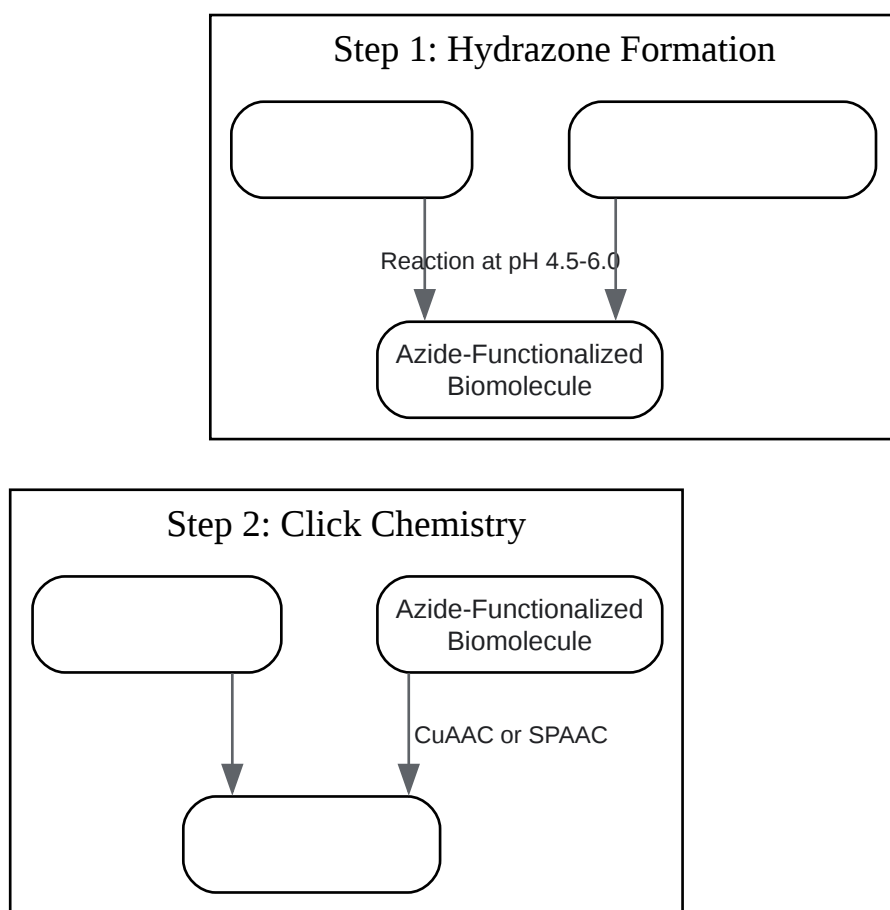 Step 1: Hydrazone Formation
Reaction at pH 4.5-6.0
Azide-Functionalized
Biomolecule
Step 2: Click Chemistry
Azide-Functionalized
Biomolecule
CuAAC or SPAAC